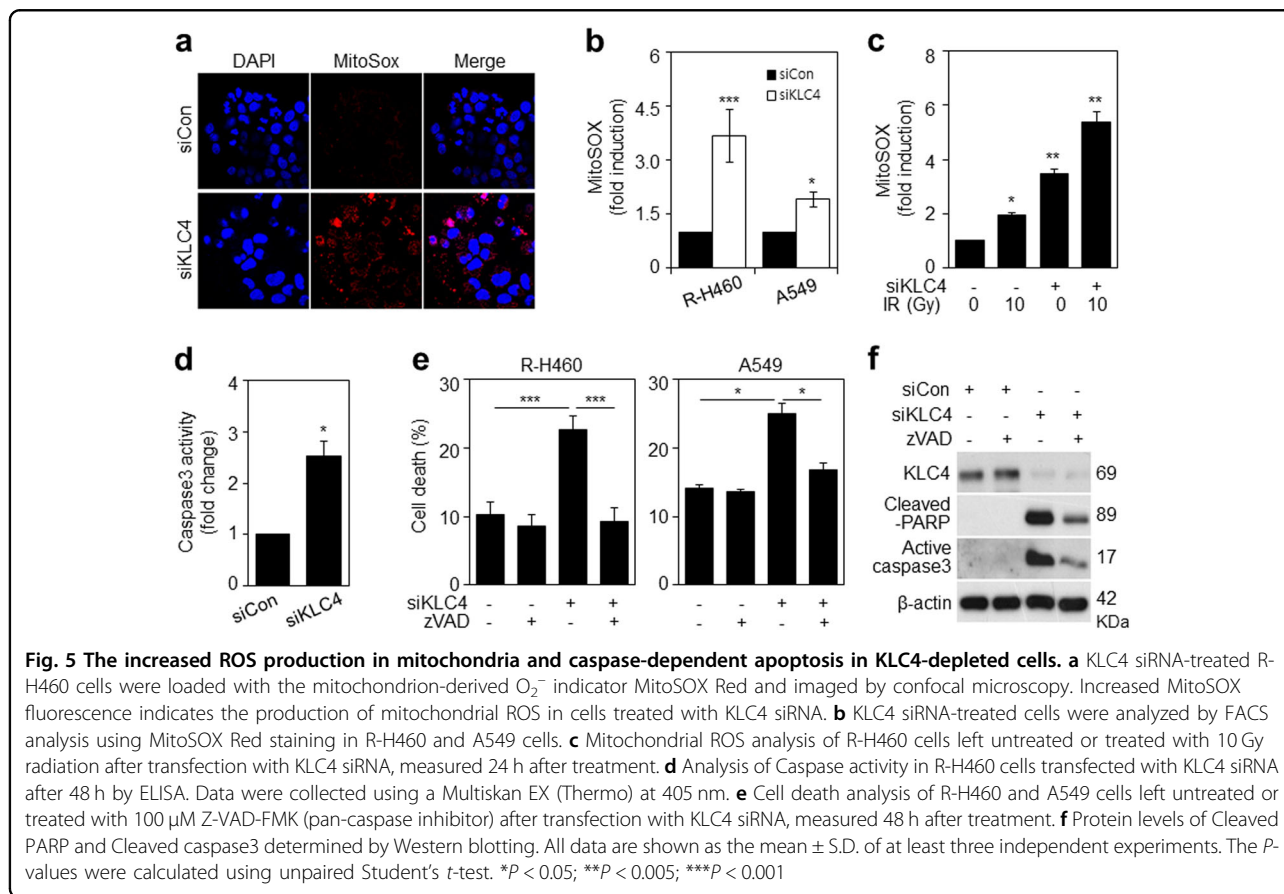 a
DAPI MitoSox Merge
siCon
siKLC4
b
MitoSOX
(fold induction)
6
4.5
3.0
1.5
0
siCon
siKLC4
***
*
R-H460 A549
c
MitoSOX
(fold induction)
8
6
4
2
0
*
**
**
siKLC4 - - + +
IR (Gy) 0 10 0 10
d
Caspase3 activity
(fold change)
4
3
2
1
0
*
siCon siKLC4
e
R-H460
Cell death (%)
30
20
10
0
*** ***
siKLC4 - - + +
zVAD - + - +
A549
30
20
10
0
* *
- - + +
- + - +
f
siCon + + - -
siKLC4 - - + +
zVAD - + - +
KLC4 69
Cleaved
-PARP 89
Active
caspase3 17
β-actin 42
KDa
Fig. 5 The increased ROS production in mitochondria and caspase-dependent apoptosis in KLC4-depleted cells. a KLC4 siRNA-treated R-
H460 cells were loaded with the mitochondrion-derived O₂⁻ indicator MitoSOX Red and imaged by confocal microscopy. Increased MitoSOX
fluorescence indicates the production of mitochondrial ROS in cells treated with KLC4 siRNA. b KLC4 siRNA-treated cells were analyzed by FACS
analysis using MitoSOX Red staining in R-H460 and A549 cells. c Mitochondrial ROS analysis of R-H460 cells left untreated or treated with 10 Gy
radiation after transfection with KLC4 siRNA, measured 24 h after treatment. d Analysis of Caspase activity in R-H460 cells transfected with KLC4 siRNA
after 48 h by ELISA. Data were collected using a Multiskan EX (Thermo) at 405 nm. e Cell death analysis of R-H460 and A549 cells left untreated or
treated with 100 μM Z-VAD-FMK (pan-caspase inhibitor) after transfection with KLC4 siRNA, measured 48 h after treatment. f Protein levels of Cleaved
PARP and Cleaved caspase3 determined by Western blotting. All data are shown as the mean ± S.D. of at least three independent experiments. The P-
values were calculated using unpaired Student's t-test. *P < 0.05; **P < 0.005; ***P < 0.001